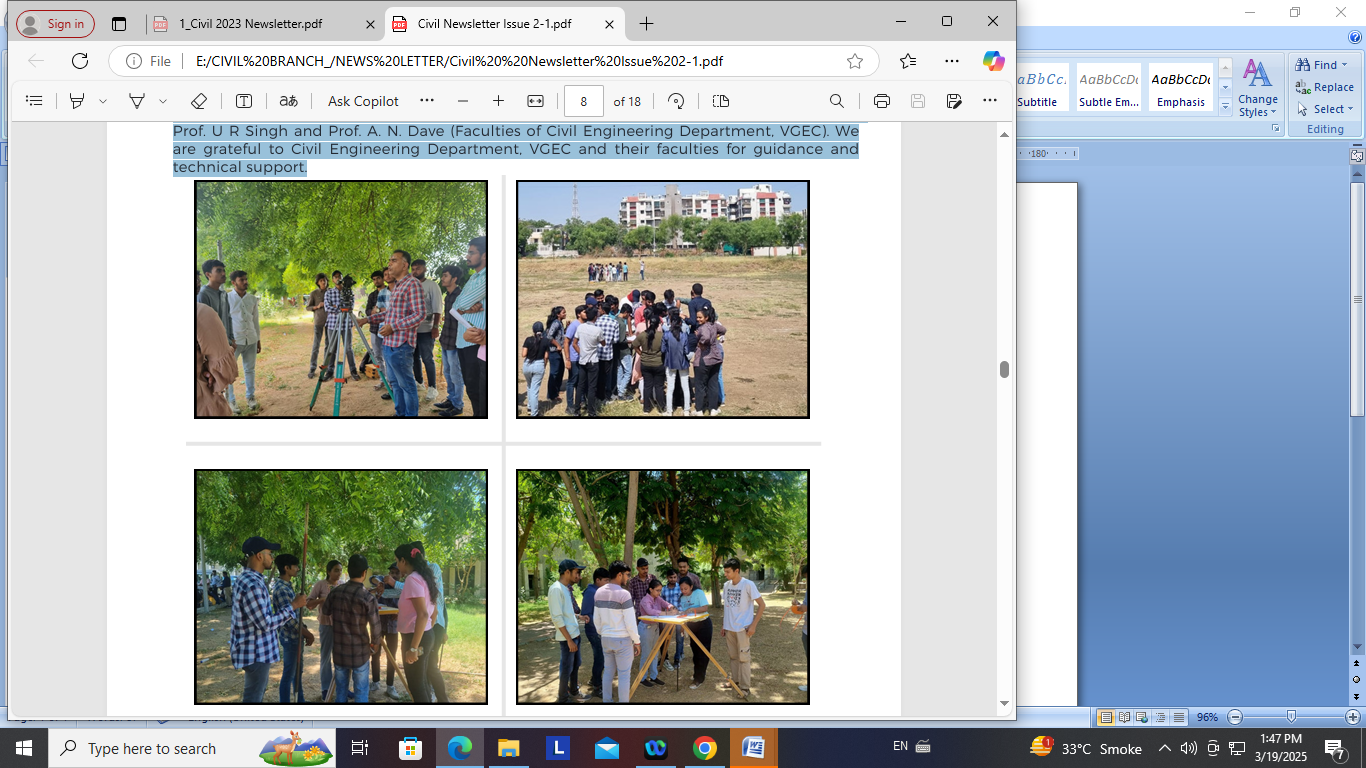 Sign in
1_Civil 2023 Newsletter.pdf
Civil Newsletter Issue 2-1.pdf
File
E:/CIVIL%20BRANCH_/NEWS%20LETTER/Civil%20%20Newsletter%20Issue%202-1.pdf
Ask Copilot
8
of 18
Prof. U R Singh and Prof. A. N. Dave (Faculties of Civil Engineering Department, VGEC). We
are grateful to Civil Engineering Department, VGEC and their faculties for guidance and
technical support.
AaBbCcDc
AaBbCcDc
Subtitle
Subtle Em...
Emphasis
Change
Styles
Find
Replace
Select
Editing
180
96%
Type here to search
EN
33°C Smoke
1:47 PM
3/19/2025
7